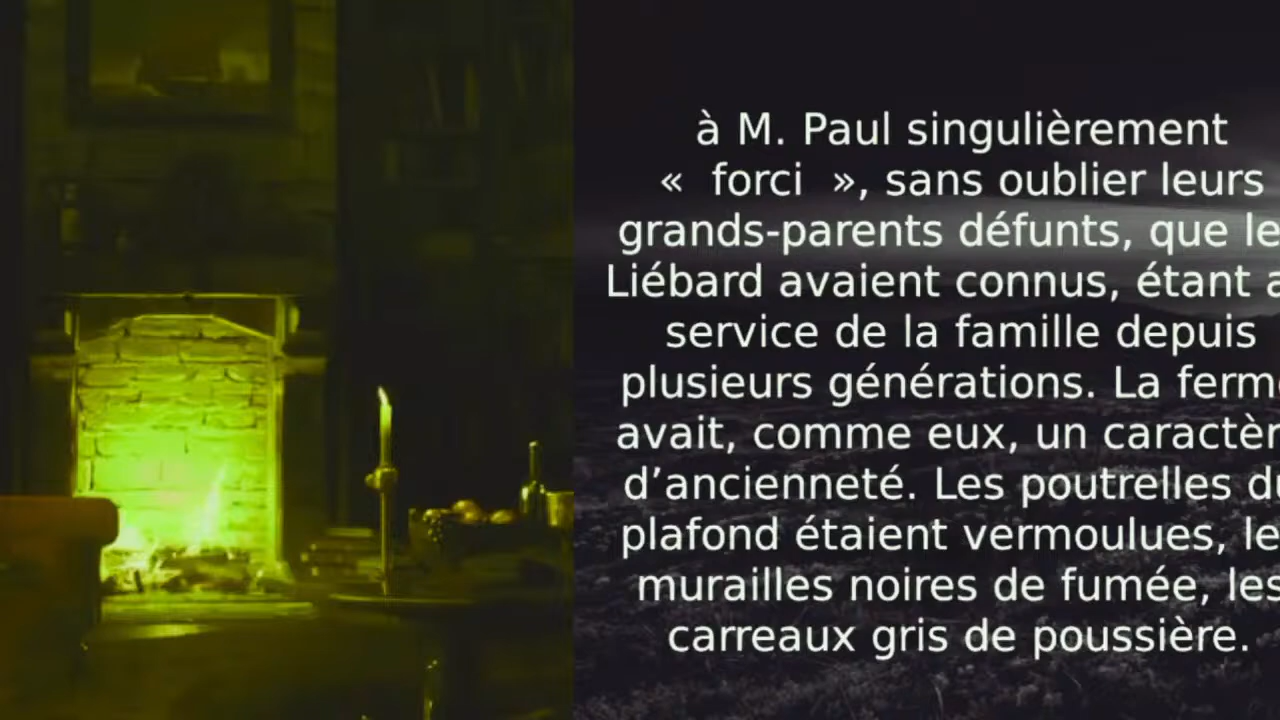 à M. Paul singulièrement
«  forci  », sans oublier leurs
grands-parents défunts, que le
Liébard avaient connus, étant a
service de la famille depuis
plusieurs générations. La ferm
avait, comme eux, un caractèr
d’ancienneté. Les poutrelles du
plafond étaient vermoulues, le
murailles noires de fumée, les
carreaux gris de poussière.